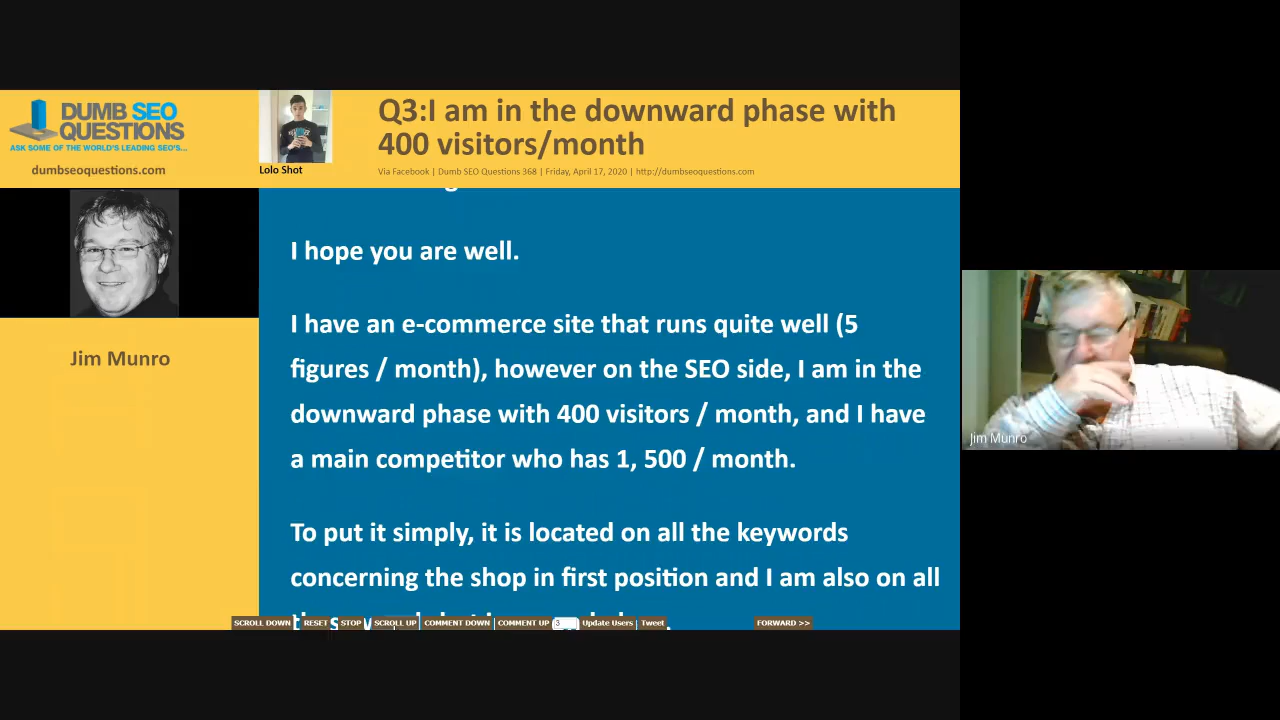 DUMB SEO
QUESTIONS
ASK SOME OF THE WORLD'S LEADING SEO'S...
dumbseoquestions.com
Lolo Shot
Q3:I am in the downward phase with
400 visitors/month
Via Facebook | Dumb SEO Questions 368 | Friday, April 17, 2020 | http://dumbseoquestions.com
Jim Munro
I hope you are well.
I have an e-commerce site that runs quite well (5
figures / month), however on the SEO side, I am in the
downward phase with 400 visitors / month, and I have
a main competitor who has 1, 500 / month.
To put it simply, it is located on all the keywords
concerning the shop in first position and I am also on all
SCROLL DOWN RESET STOP SCROLL UP COMMENT DOWN COMMENT UP 3 Update Users Tweet FORWARD >>
Jim Munro